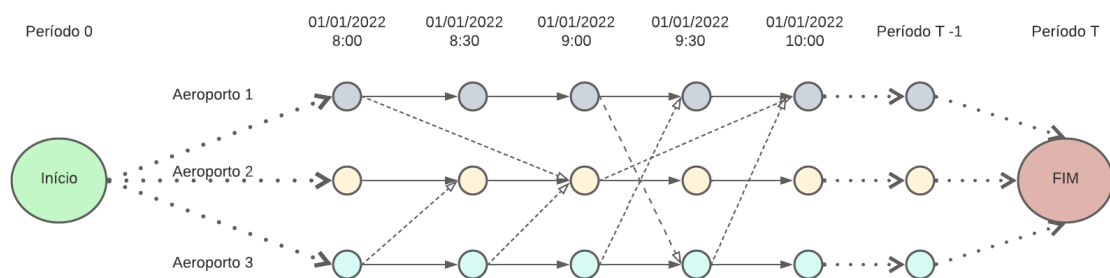 Período 0
01/01/2022
8:00
01/01/2022
8:30
01/01/2022
9:00
01/01/2022
9:30
01/01/2022
10:00
Período T -1
Período T
Aeroporto 1
Início
Aeroporto 2
FIM
Aeroporto 3